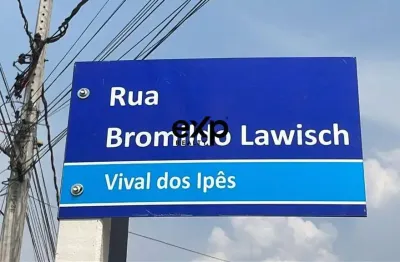 Rua
Lawisch
Vival dos Ipês
exp